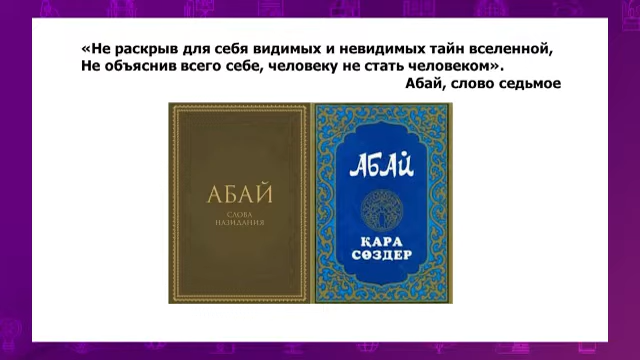 «Не раскрыв для себя видимых и невидимых тайн вселенной,
Не объяснив всего себе, человеку не стать человеком».
Абай, слово седьмое
АБАЙ
СЛОВА
НАЗИДАНИЯ
АБАЙ
ҚАРА
СӨЗДЕР